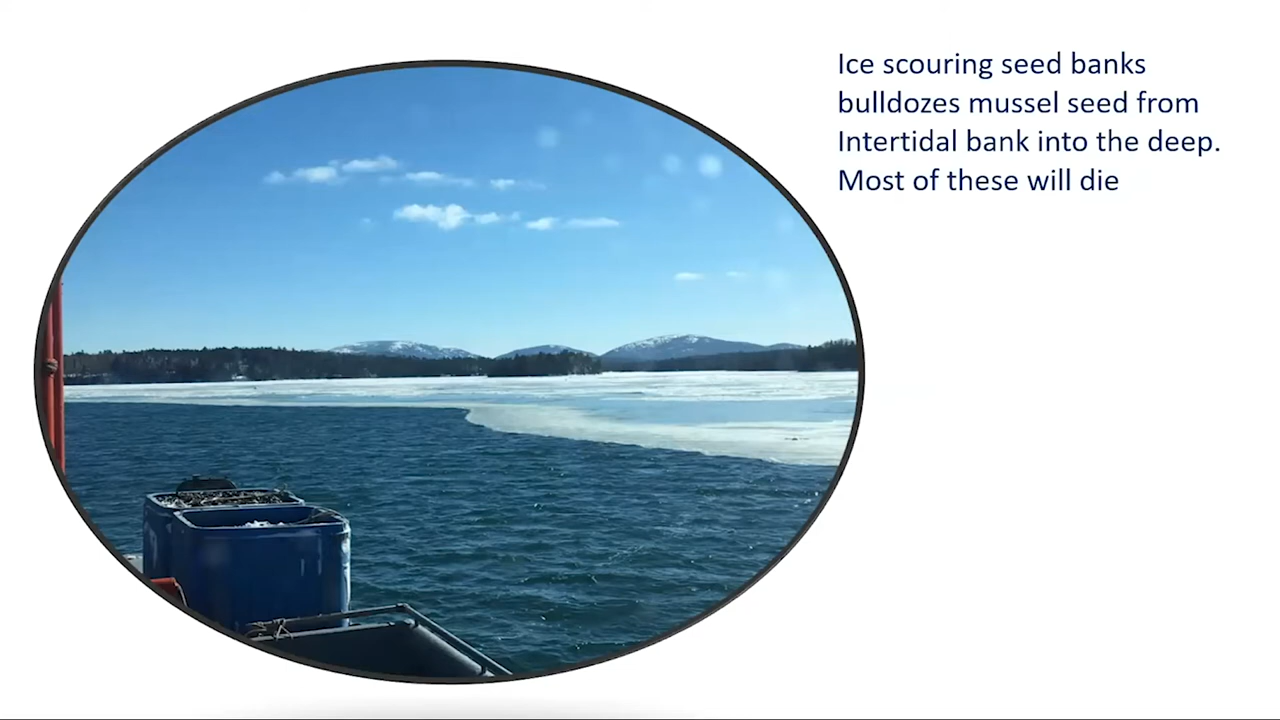 Ice scouring seed banks
bulldozes mussel seed from
Intertidal bank into the deep.
Most of these will die